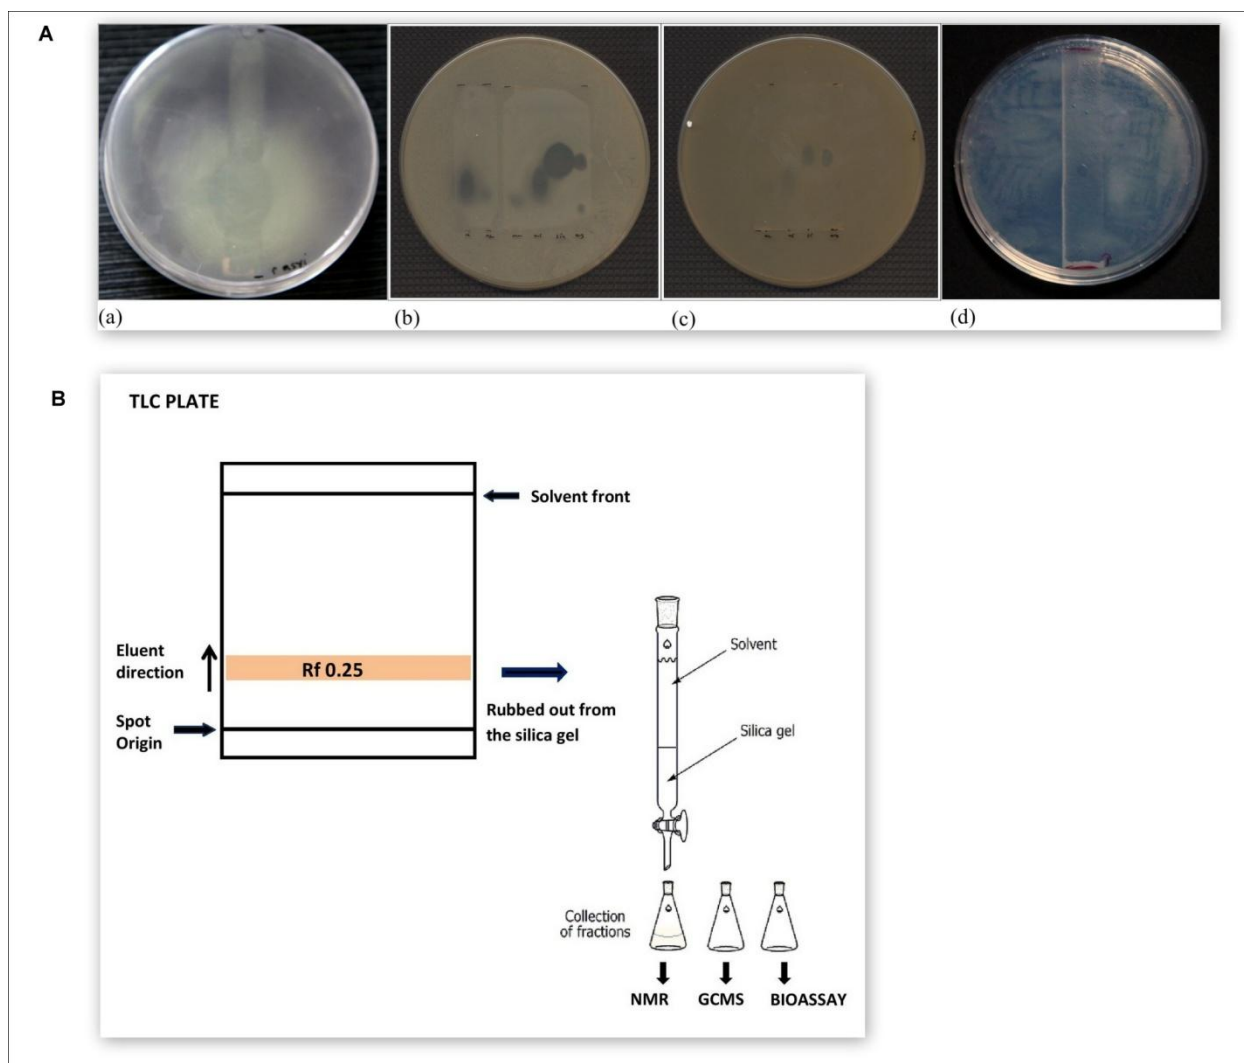 A
(a)
(b)
(c)
(d)
B
TLC PLATE
Solvent front
Eluent
direction
Rf 0.25
Spot
Origin
Rubbed out from
the silica gel
Solvent
Silica gel
Collection
of fractions
NMR
GCMS
BIOASSAY